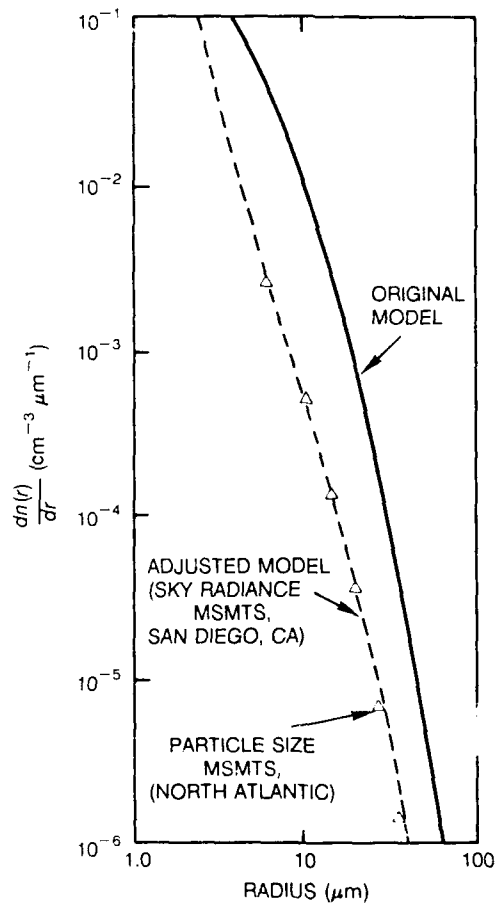 10⁻¹
10⁻²
10⁻³
10⁻⁴
10⁻⁵
10⁻⁶
dn(r)
dr
(cm⁻³ μm⁻¹)
ORIGINAL
MODEL
ADJUSTED MODEL
(SKY RADIANCE
MSMTS,
SAN DIEGO, CA)
PARTICLE SIZE
MSMTS,
(NORTH ATLANTIC)
1.0
10
100
RADIUS (μm)